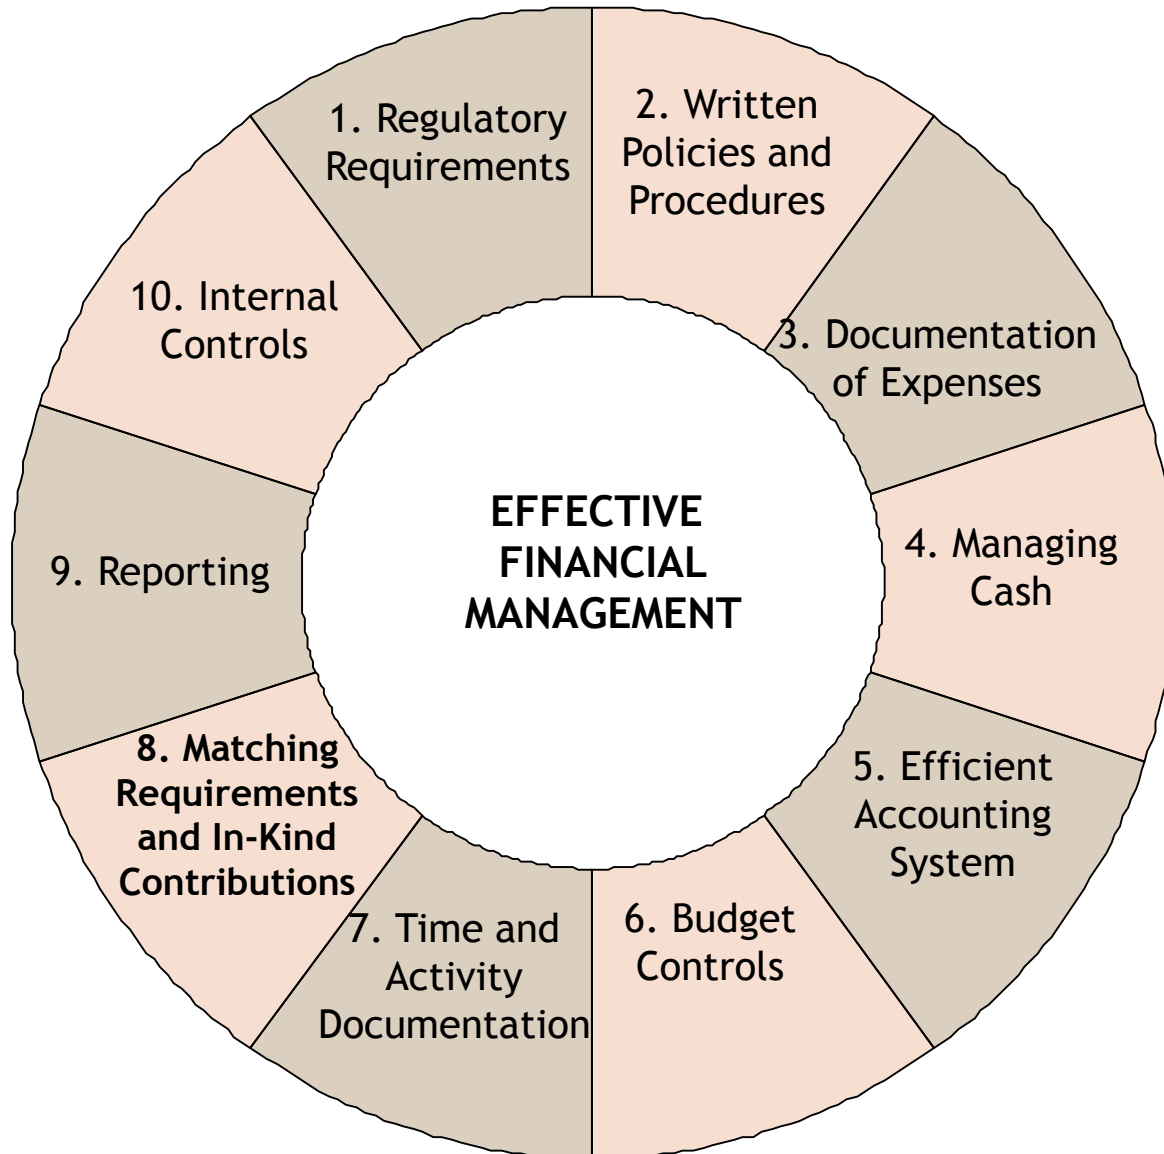 1. Regulatory
Requirements
2. Written
Policies and
Procedures
3. Documentation
of Expenses
4. Managing
Cash
5. Efficient
Accounting
System
6. Budget
Controls
7. Time and
Activity
Documentation
8. Matching
Requirements
and In-Kind
Contributions
9. Reporting
10. Internal
Controls
EFFECTIVE
FINANCIAL
MANAGEMENT